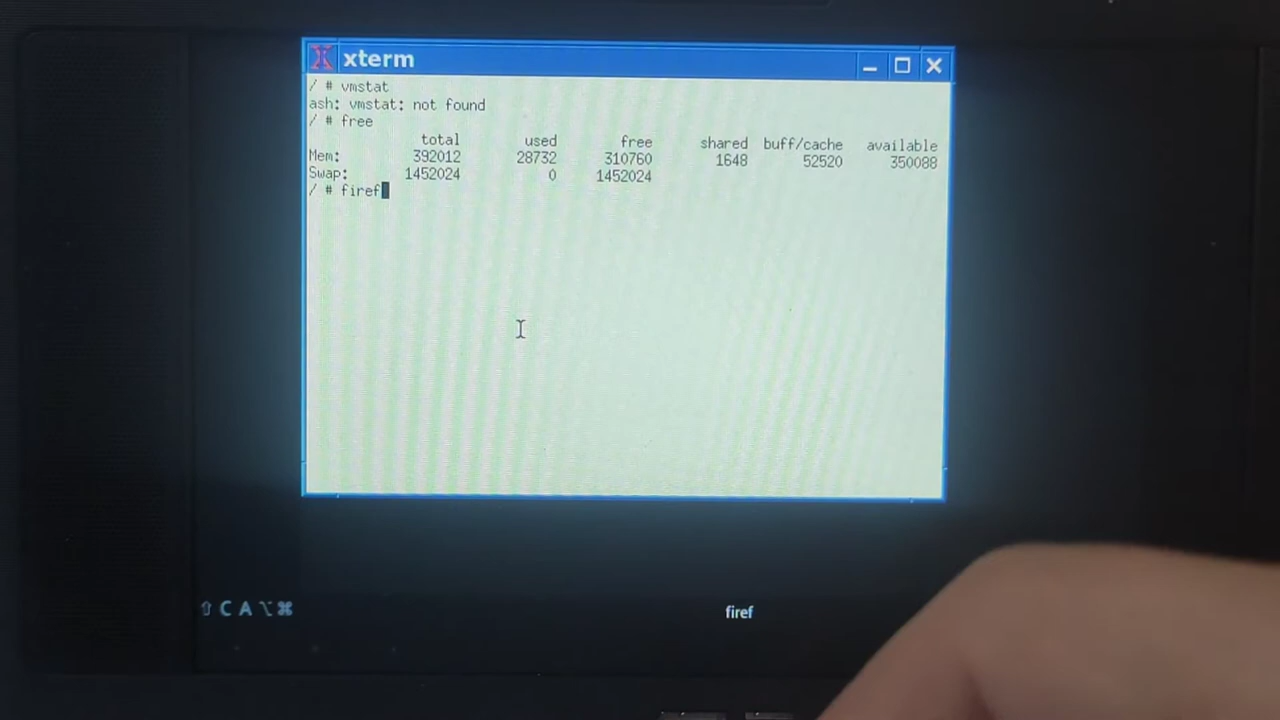 xterm
/ # vmstat
ash: vmstat: not found
/ # free
total used free shared buff/cache available
Mem: 392012 28732 310760 1648 52520 350088
Swap: 1452024 0 1452024
/ # firef
⇧ C A ⌥ ⌘
firef